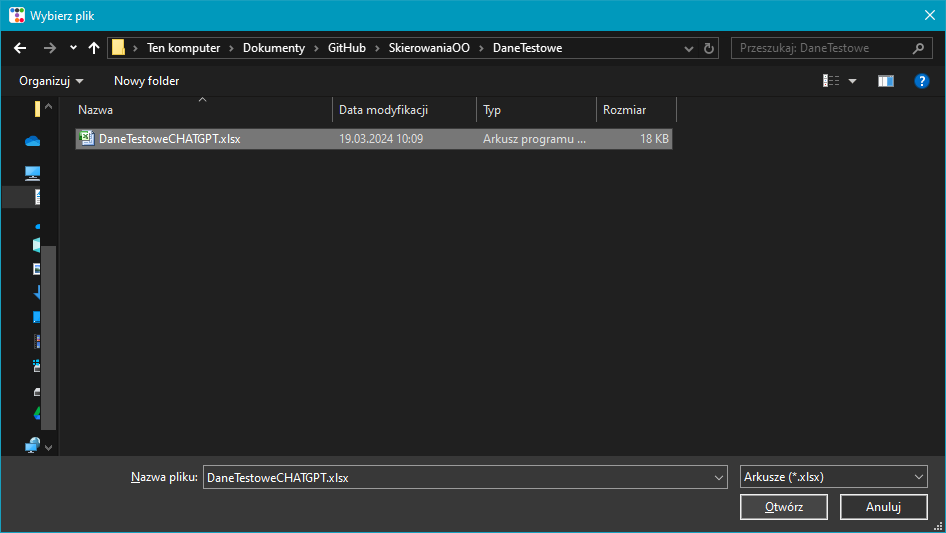 Wybierz plik
Ten komputer > Dokumenty > GitHub > SkierowaniaOO > DaneTestowe
Przeszukaj: DaneTestowe
Organizuj New folder
Nazwa Data modyfikacji Typ Rozmiar
DaneTestoweCHATGPT.xlsx 19.03.2024 10:09 Arkusz programu ... 18 KB
Nazwa pliku: DaneTestoweCHATGPT.xlsx Arkusze (*.xlsx)
Otwórz Anuluj